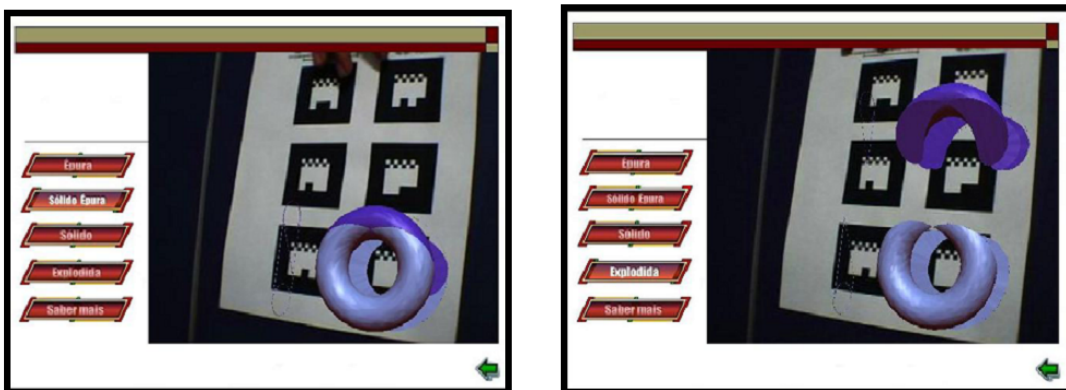 Épura
Sólido Épura
Sólido
Explodida
Saber mais
Épura
Sólido Épura
Sólido
Explodida
Saber mais